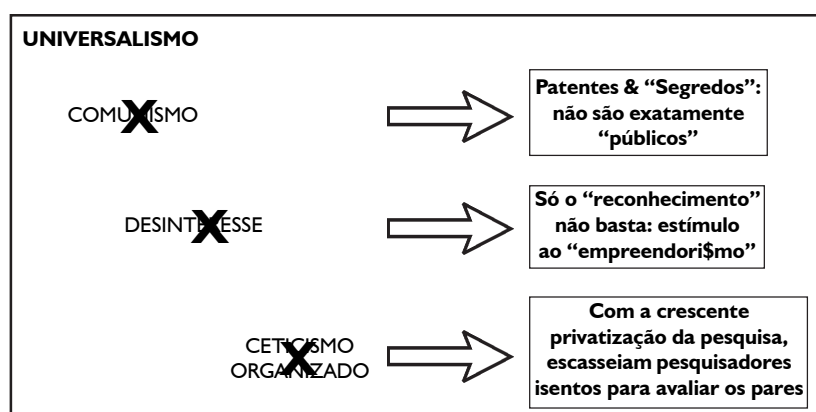 UNIVERSALISMO
COMUNISMO
Patentes & “Segredos”:
não são exatamente
“públicos”
DESINTERESSE
Só o “reconhecimento”
não basta: estímulo
ao “empreendori$mo”
CETICISMO
ORGANIZADO
Com a crescente
privatização da pesquisa,
escasseiam pesquisadores
isentos para avaliar os pares